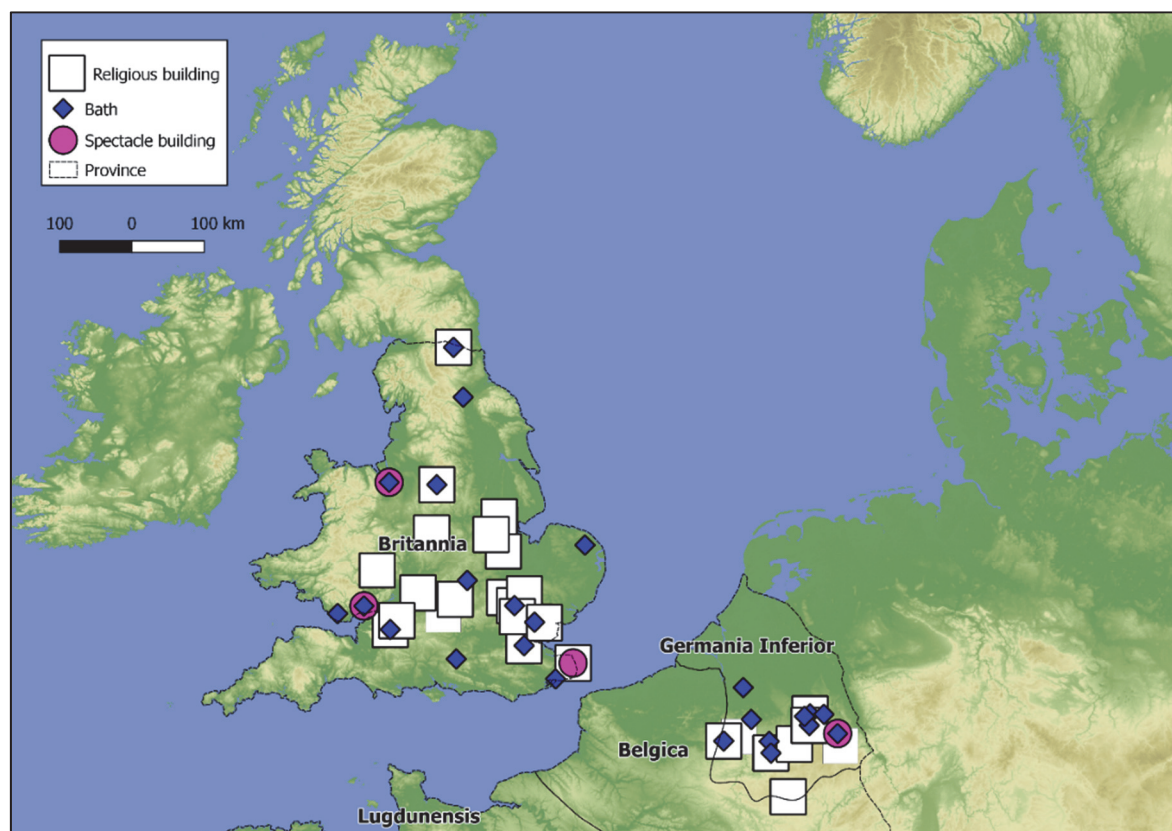 Religious building
Bath
Spectacle building
Province
100 0 100 km
Britannia
Germania Inferior
Belgica
Lugdunensis